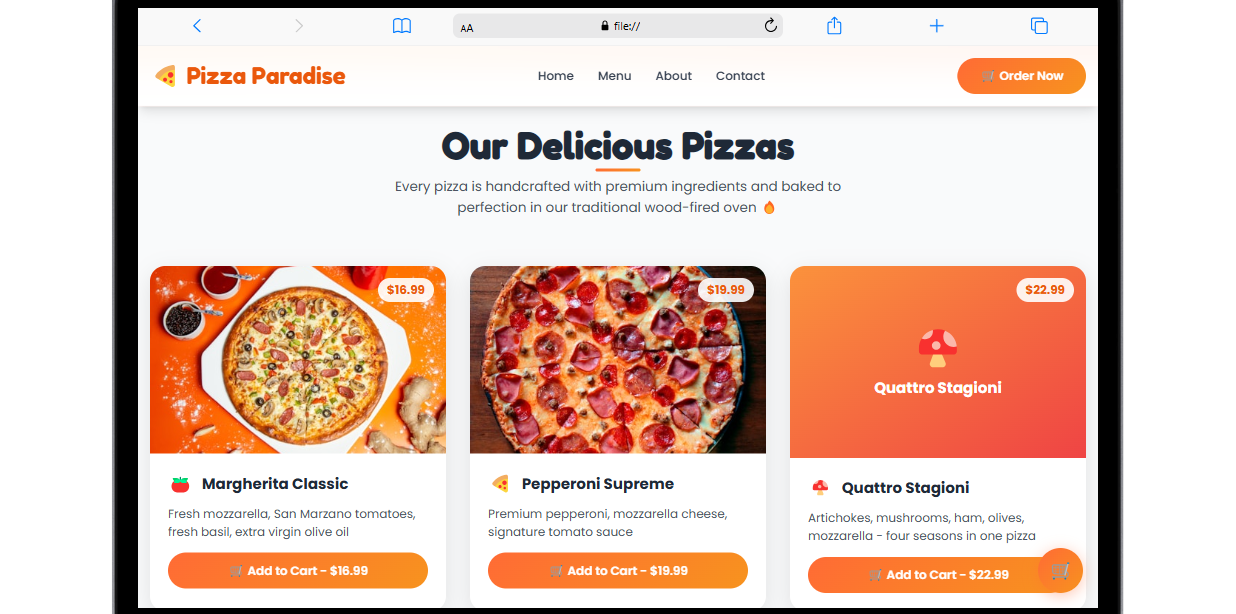 AA
file://
Pizza Paradise
Home
Menu
About
Contact
Order Now
Our Delicious Pizzas
Every pizza is handcrafted with premium ingredients and baked to
perfection in our traditional wood-fired oven 🔥
$16.99
Margherita Classic
Fresh mozzarella, San Marzano tomatoes,
fresh basil, extra virgin olive oil
Add to Cart - $16.99
$19.99
Pepperoni Supreme
Premium pepperoni, mozzarella cheese,
signature tomato sauce
Add to Cart - $19.99
$22.99
Quattro Stagioni
Quattro Stagioni
Artichokes, mushrooms, ham, olives,
mozzarella - four seasons in one pizza
Add to Cart - $22.99